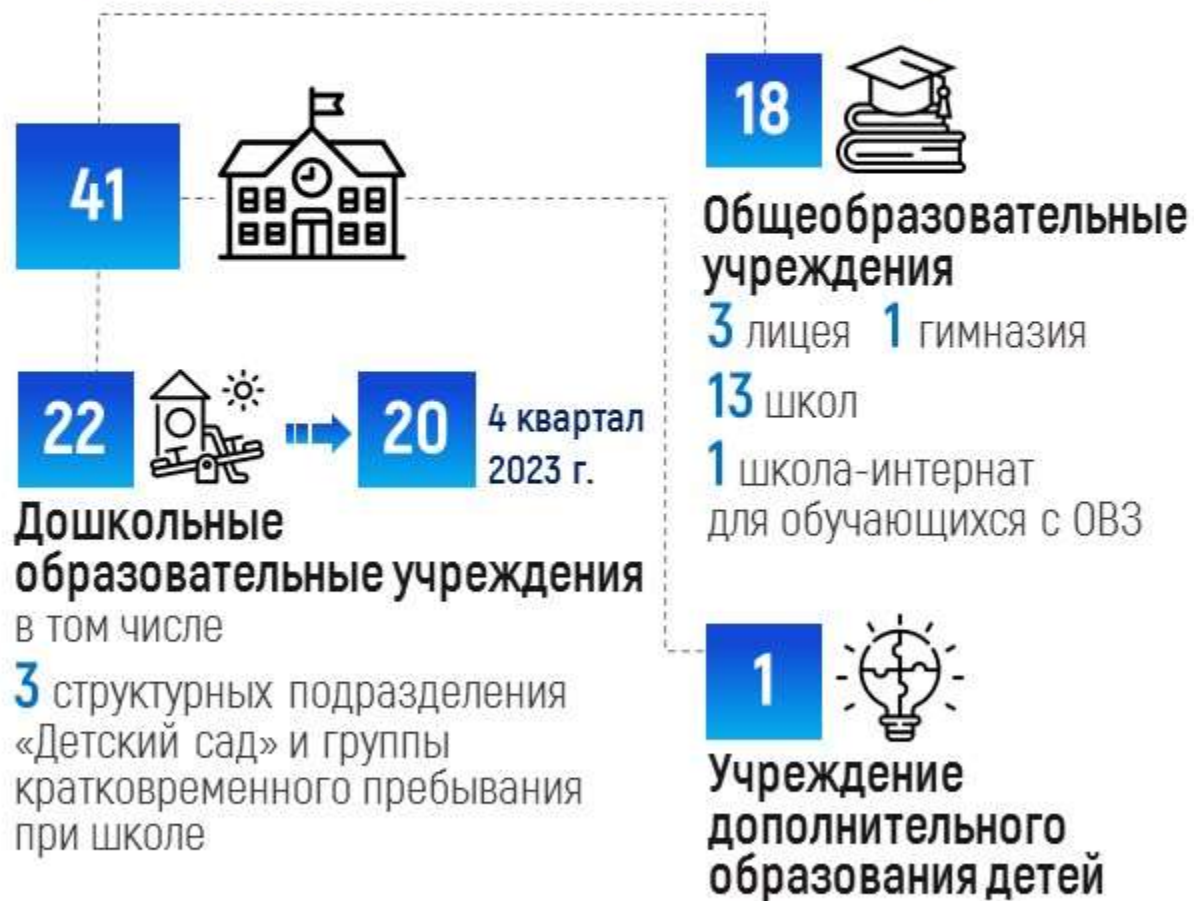 41
18
Общеобразовательные
учреждения
3 лицея 1 гимназия
13 школ
1 школа-интернат
для обучающихся с ОВЗ
22
20
4 квартал
2023 г.
Дошкольные
образовательные учреждения
в том числе
3 структурных подразделения
«Детский сад» и группы
кратковременного пребывания
при школе
1
Учреждение
дополнительного
образования детей